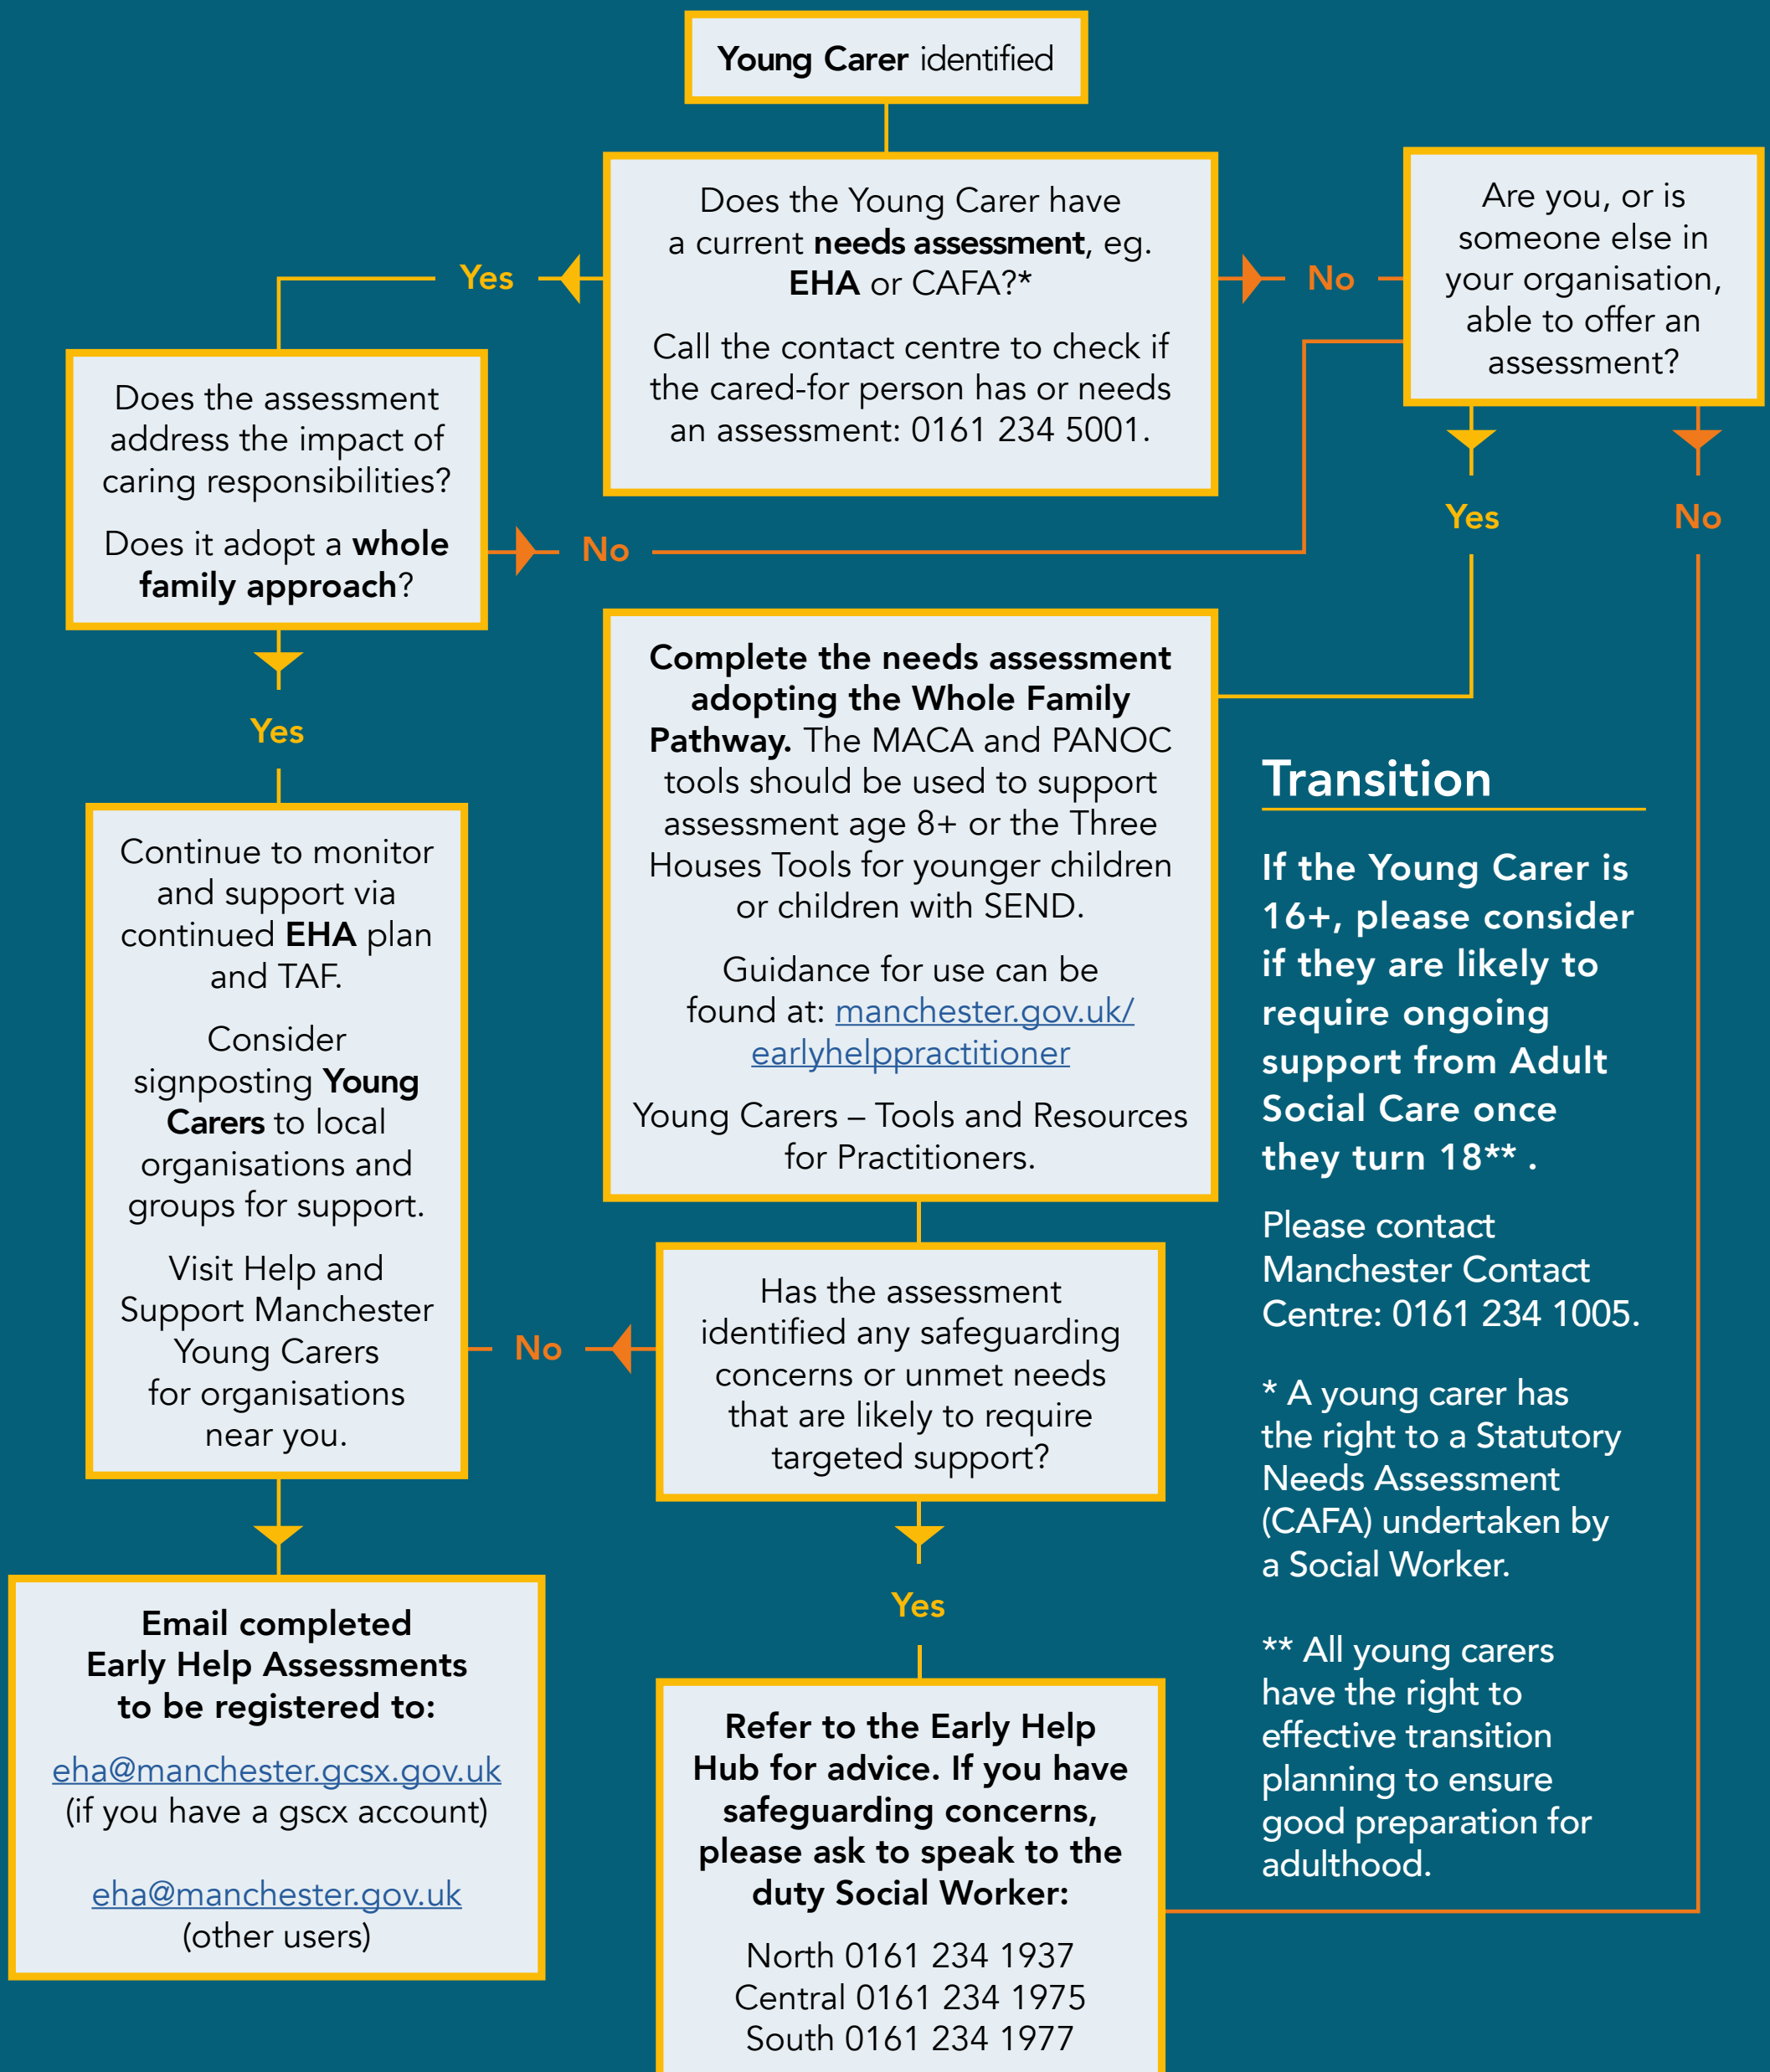 Young Carer identified
Does the Young Carer have
a current needs assessment, eg.
EHA or CAFA?*
Call the contact centre to check if
the cared-for person has or needs
an assessment: 0161 234 5001.
Yes
No
Are you, or is
someone else in
your organisation,
able to offer an
assessment?
Yes
No
Does the assessment
address the impact of
caring responsibilities?
Does it adopt a whole
family approach?
No
Yes
Complete the needs assessment
adopting the Whole Family
Pathway. The MACA and PANOC
tools should be used to support
assessment age 8+ or the Three
Houses Tools for younger children
or children with SEND.
Guidance for use can be
found at: manchester.gov.uk/
earlyhelppractitioner
Young Carers – Tools and Resources
for Practitioners.
Continue to monitor
and support via
continued EHA plan
and TAF.
Consider
signposting Young
Carers to local
organisations and
groups for support.
Visit Help and
Support Manchester
Young Carers
for organisations
near you.
No
Has the assessment
identified any safeguarding
concerns or unmet needs
that are likely to require
targeted support?
Yes
Email completed
Early Help Assessments
to be registered to:
eha@manchester.gcsx.gov.uk
(if you have a gscx account)
eha@manchester.gov.uk
(other users)
Refer to the Early Help
Hub for advice. If you have
safeguarding concerns,
please ask to speak to the
duty Social Worker:
North 0161 234 1937
Central 0161 234 1975
South 0161 234 1977
Transition
If the Young Carer is
16+, please consider
if they are likely to
require ongoing
support from Adult
Social Care once
they turn 18** .
Please contact
Manchester Contact
Centre: 0161 234 1005.
* A young carer has
the right to a Statutory
Needs Assessment
(CAFA) undertaken by
a Social Worker.
** All young carers
have the right to
effective transition
planning to ensure
good preparation for
adulthood.